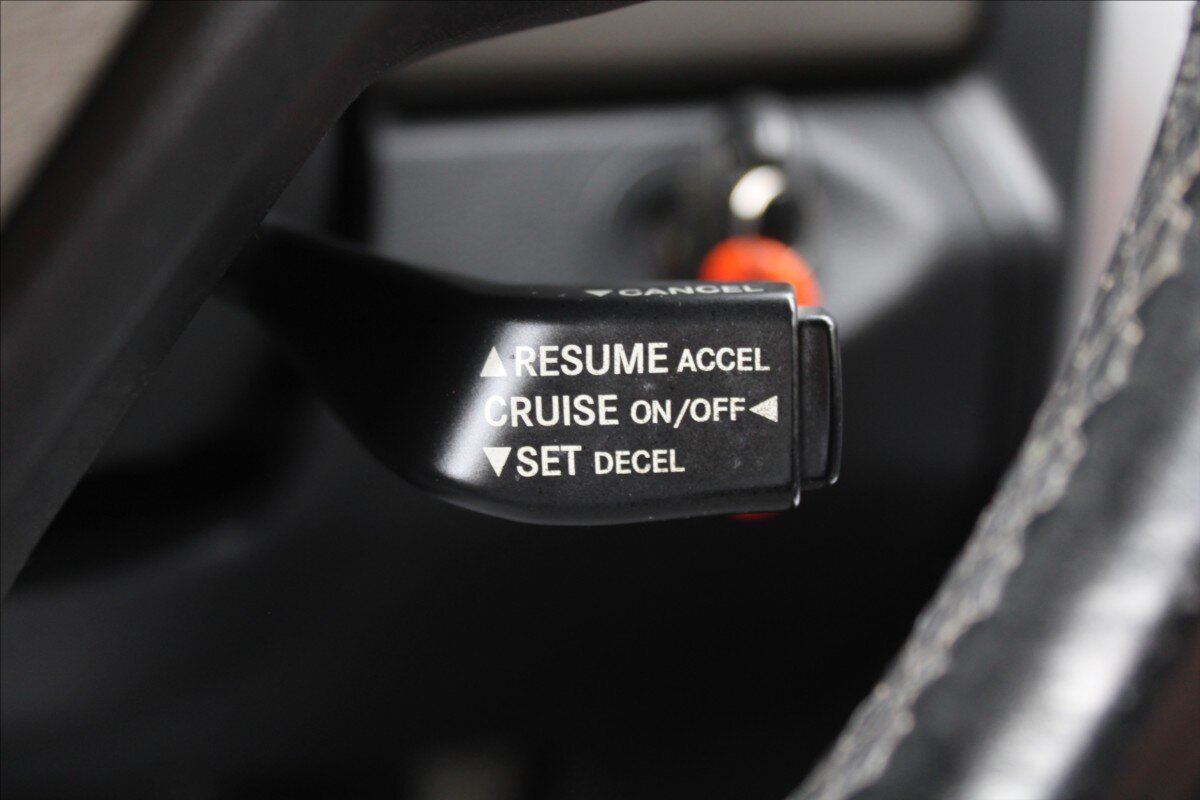 ▼CANCEL
▲RESUME ACCEL
CRUISE ON/OFF◀
▼SET DECEL